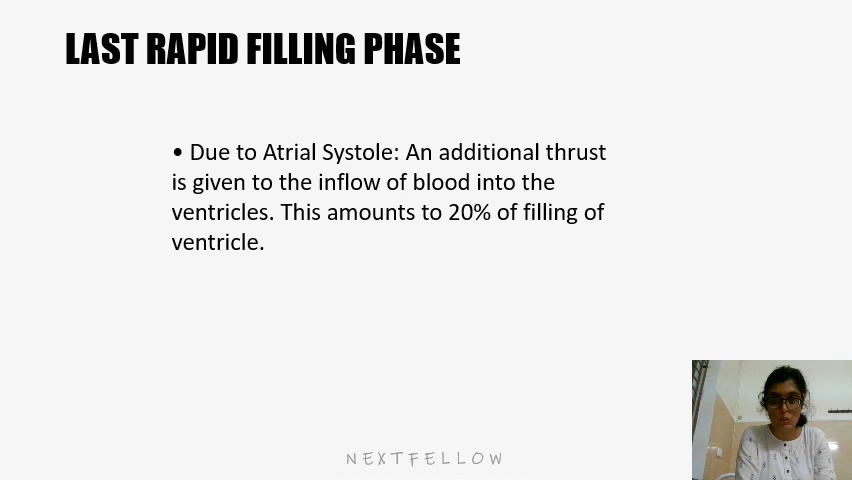 LAST RAPID FILLING PHASE
• Due to Atrial Systole: An additional thrust
is given to the inflow of blood into the
ventricles. This amounts to 20% of filling of
ventricle.
NEXTFELLOW